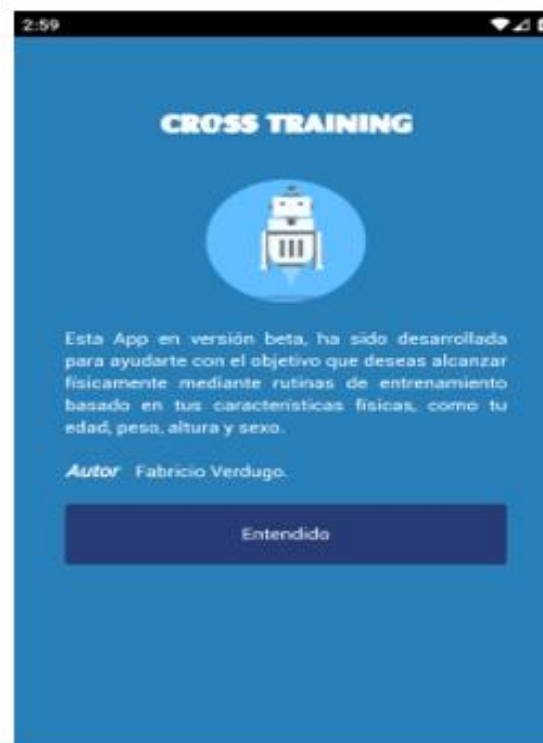 2:59
CROSS TRAINING
Esta App en versión beta, ha sido desarrollada
para ayudarte con el objetivo que deseas alcanzar
físicamente mediante rutinas de entrenamiento
basado en tus características físicas, como tu
edad, peso, altura y sexo.
Autor Fabricio Verdugo.
Entendido